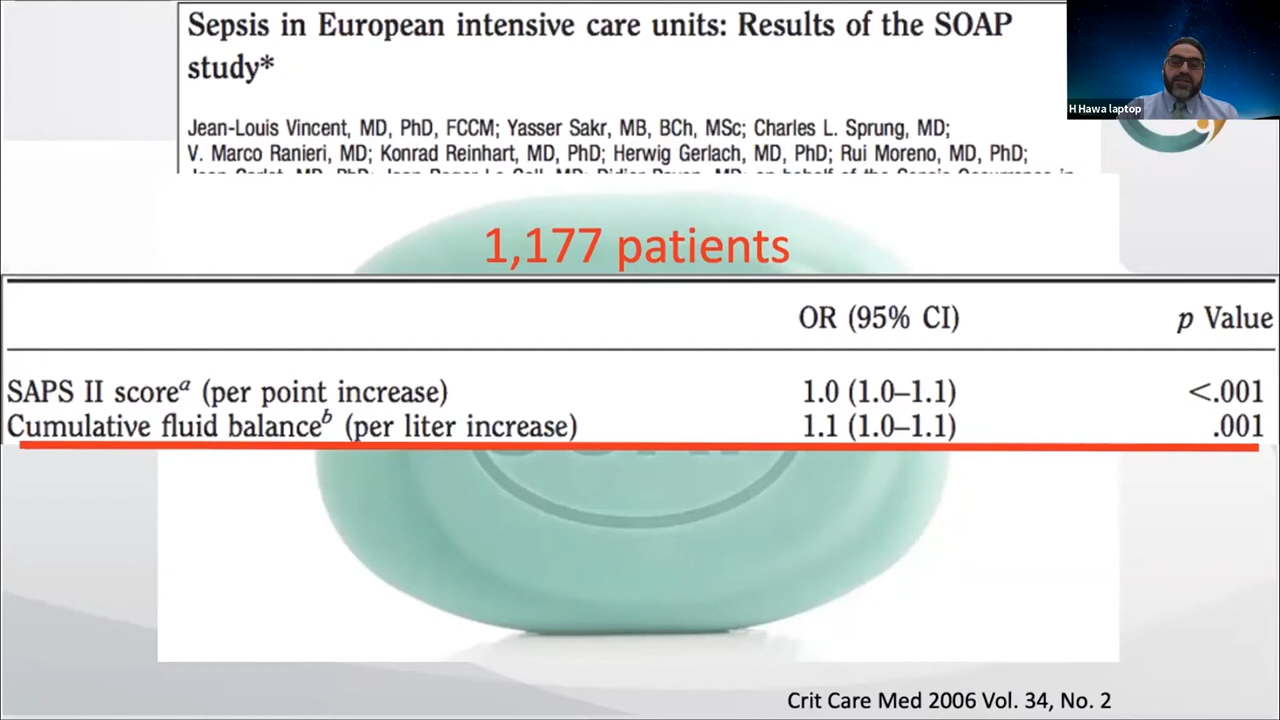 Sepsis in European intensive care units: Results of the SOAP
study*
Jean-Louis Vincent, MD, PhD, FCCM; Yasser Sakr, MB, BCh, MSc; Charles L. Sprung, MD;
V. Marco Ranieri, MD; Konrad Reinhart, MD, PhD; Herwig Gerlach, MD, PhD; Rui Moreno, MD, PhD;
H Hawa laptop
1,177 patients
OR (95% CI) p Value
SAPS II scoreᵃ (per point increase) 1.0 (1.0–1.1) <.001
Cumulative fluid balanceᵇ (per liter increase) 1.1 (1.0–1.1) .001
Crit Care Med 2006 Vol. 34, No. 2